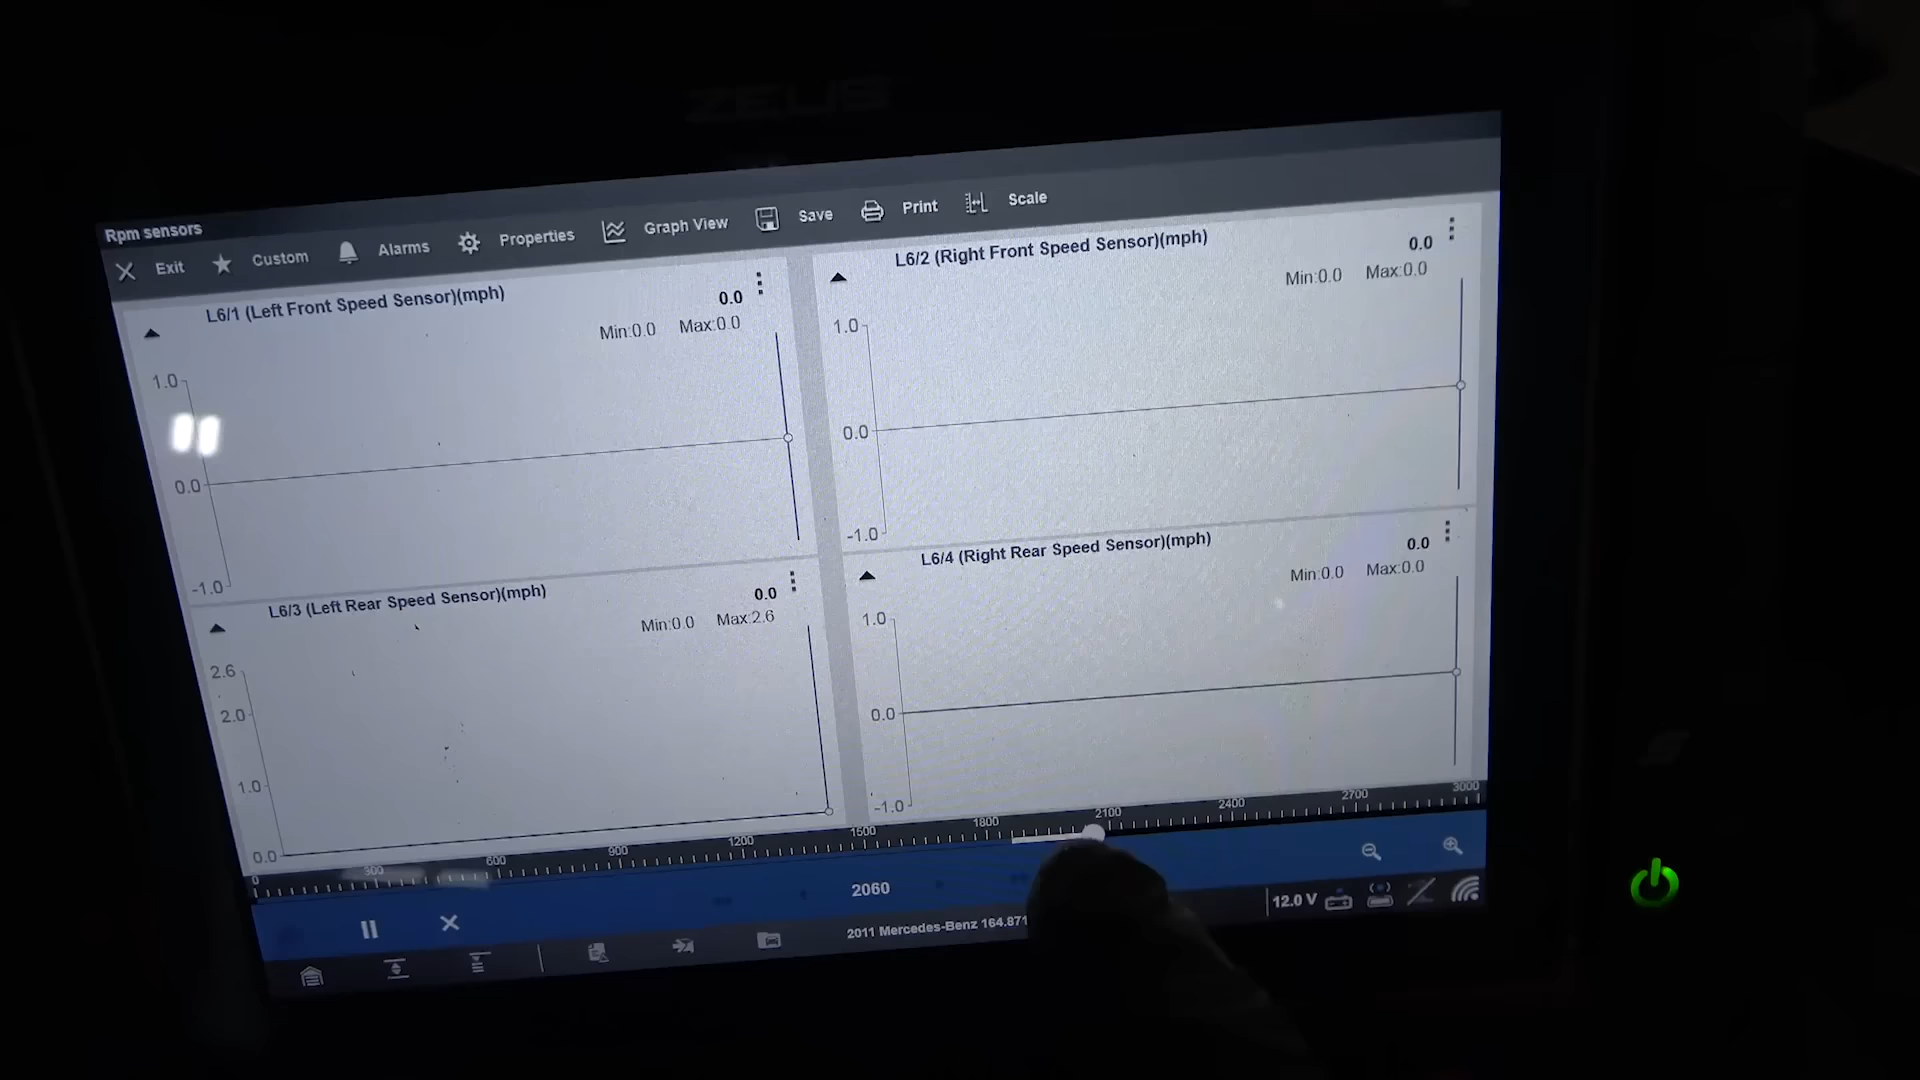 ZEUS
Rpm sensors
Exit Custom Alarms Properties Graph View Save Print Scale
L6/1 (Left Front Speed Sensor)(mph)
0.0
Min:0.0 Max:0.0
1.0
0.0
-1.0
L6/2 (Right Front Speed Sensor)(mph)
0.0
Min:0.0 Max:0.0
1.0
0.0
-1.0
L6/3 (Left Rear Speed Sensor)(mph)
0.0
Min:0.0 Max:2.6
2.6
2.0
1.0
0.0
L6/4 (Right Rear Speed Sensor)(mph)
0.0
Min:0.0 Max:0.0
1.0
0.0
-1.0
0 300 600 900 1200 1500 1800 2100 2400 2700 3000
2060
2011 Mercedes-Benz 164.871
12.0 V